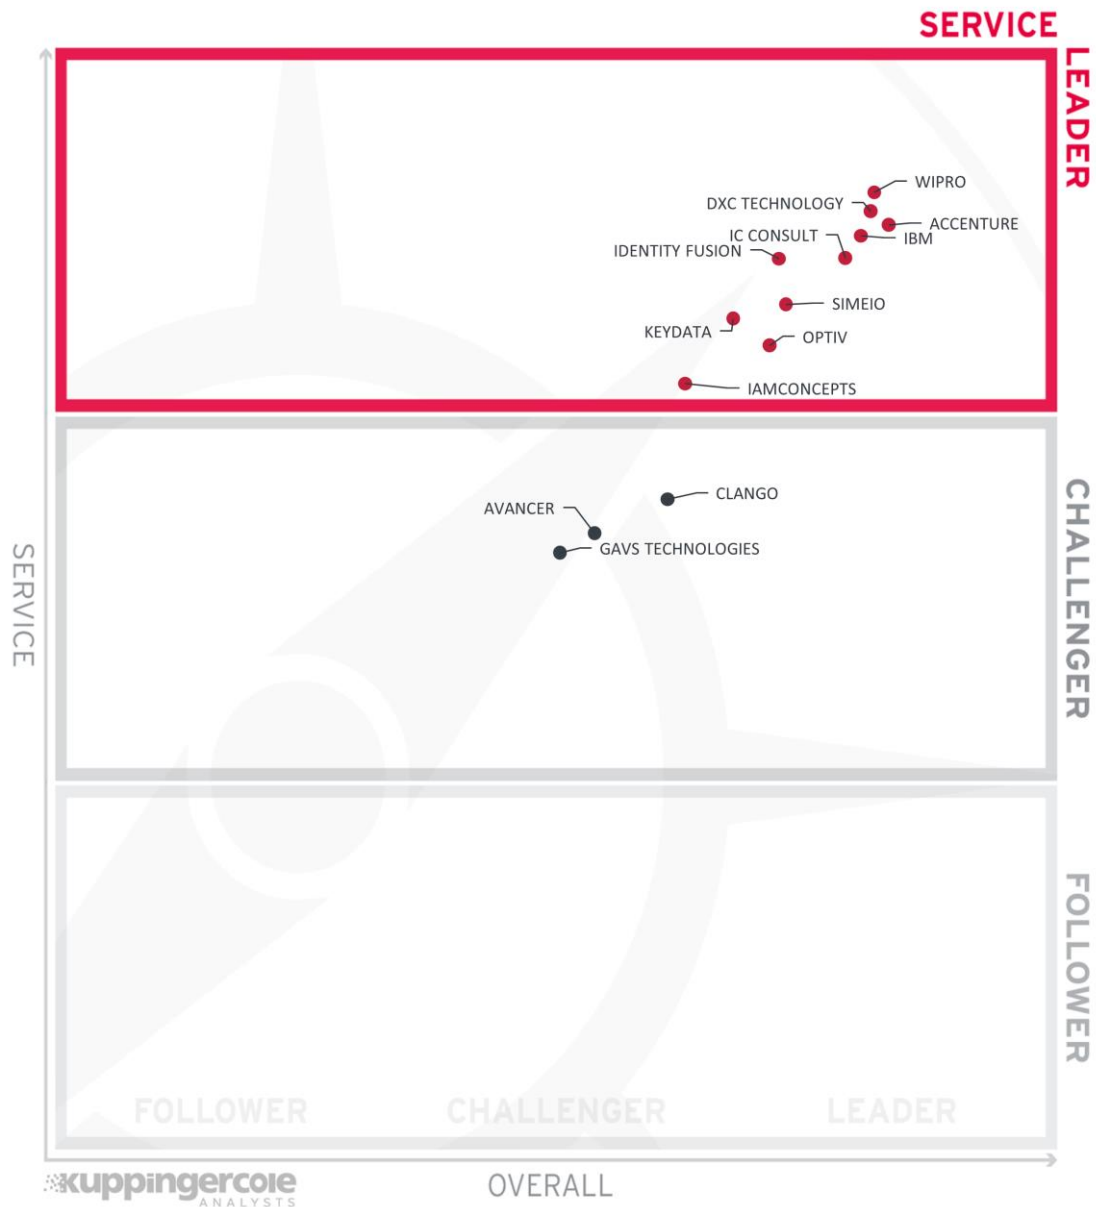 SERVICE
LEADER
WIPRO
DXC TECHNOLOGY
ACCENTURE
IC CONSULT
IBM
IDENTITY FUSION
SIMEIO
KEYDATA
OPTIV
IAMCONCEPTS
CLANGO
AVANCER
GAVS TECHNOLOGIES
CHALLENGER
SERVICE
FOLLOWER
FOLLOWER CHALLENGER LEADER
kuppingercole
ANALYSTS
OVERALL